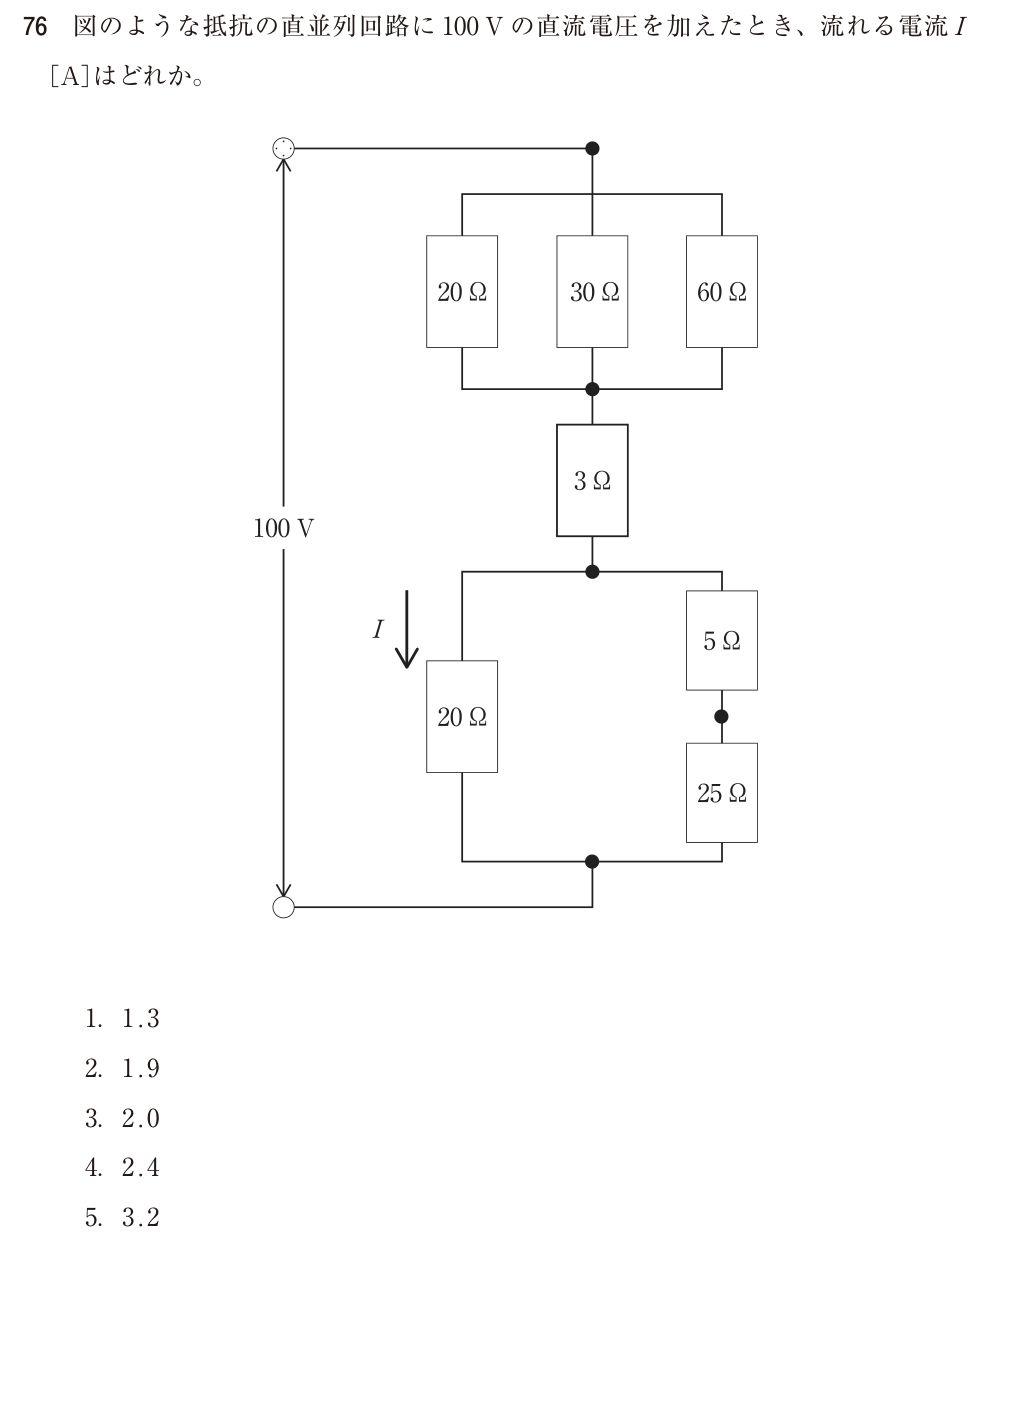 76 図のような抵抗の直並列回路に 100 V の直流電圧を加えたとき、流れる電流 I
[A]はどれか。
20 Ω 30 Ω 60 Ω
3 Ω
100 V
I
5 Ω
20 Ω
25 Ω
1. 1.3
2. 1.9
3. 2.0
4. 2.4
5. 3.2